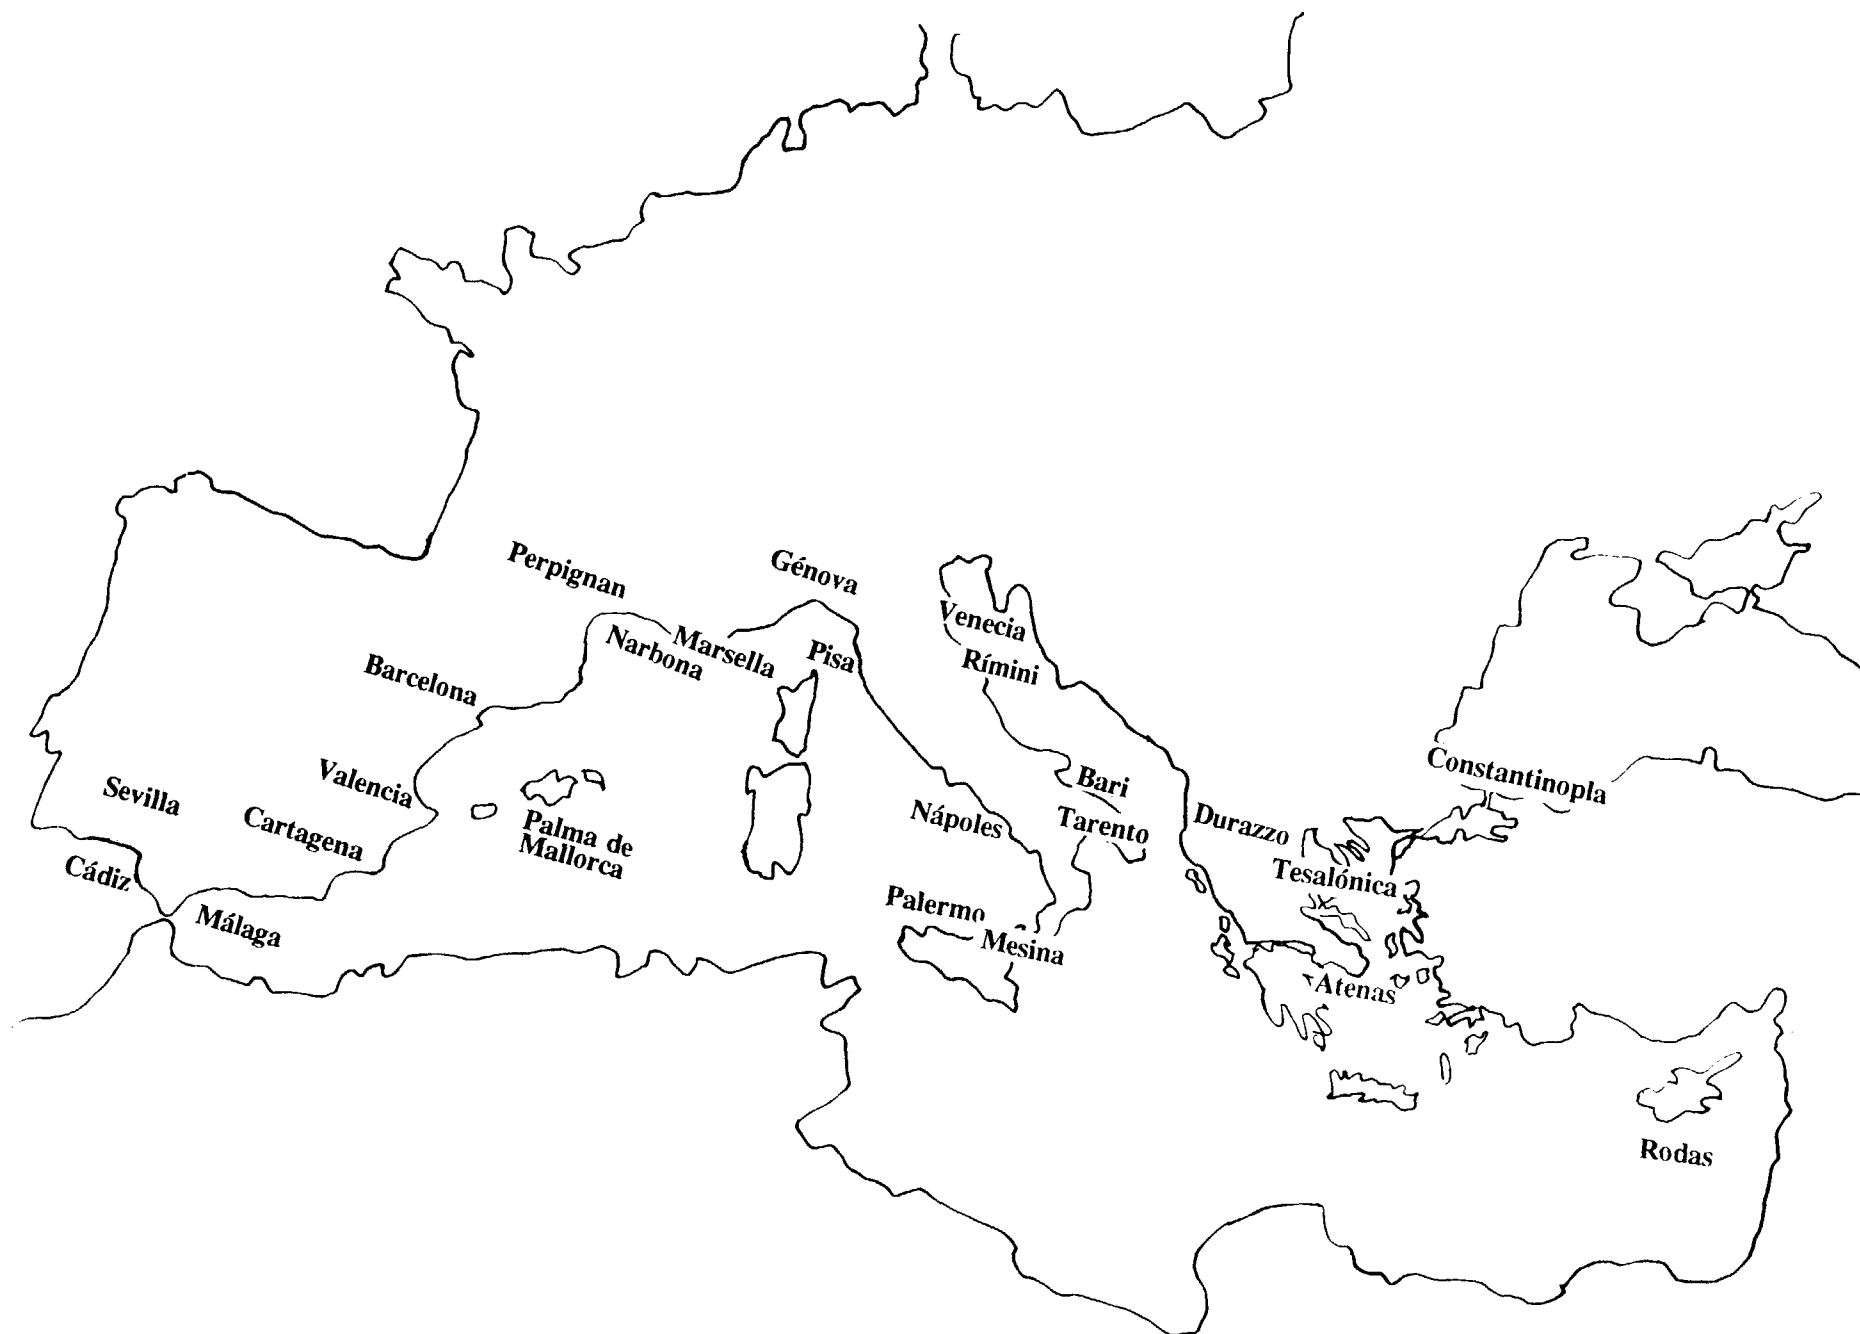 Perpignan
Génova
Venecia
Narbona
Marsella
Pisa
Rímini
Barcelona
Valencia
Sevilla
Cartagena
Palma de
Mallorca
Bari
Nápoles
Tarento
Durazzo
Constantinopla
Tesalónica
Cádiz
Málaga
Palermo
Mesina
Atenas
Rodas